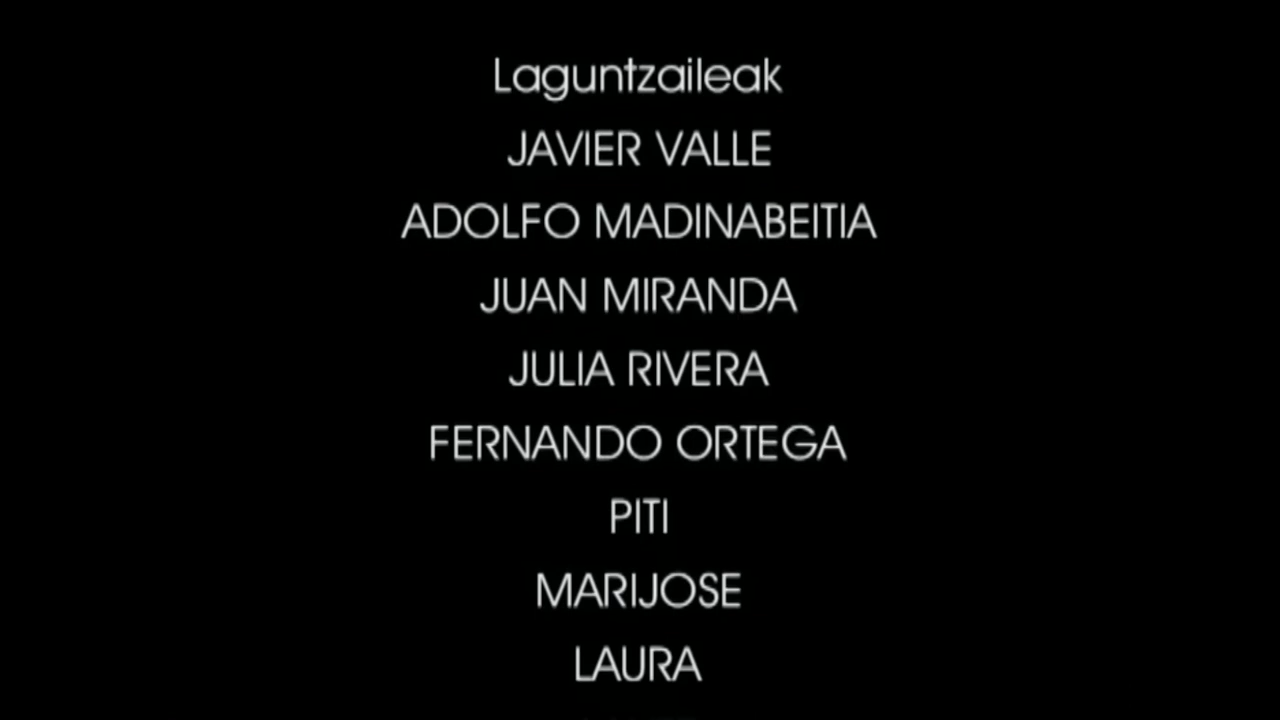 Laguntzaileak
JAVIER VALLE
ADOLFO MADINABEITIA
JUAN MIRANDA
JULIA RIVERA
FERNANDO ORTEGA
PITI
MARIJOSE
LAURA